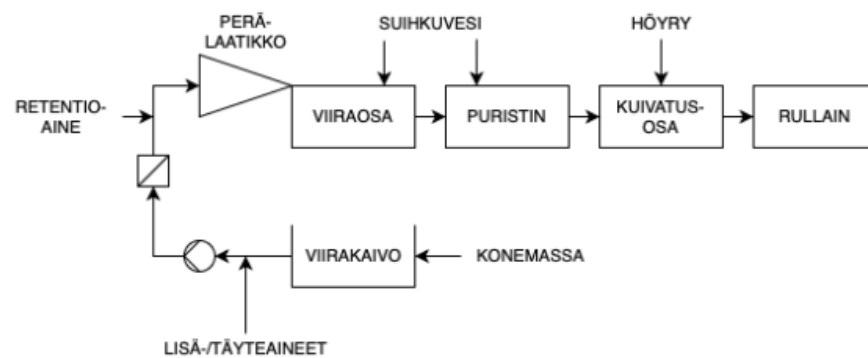 PERÄ-
LAATIKKO
SUIHKUVESI
HÖYRY
RETENTIO-
AINE
VIIRAOSA
PURISTIN
KUIVATUS-
OSA
RULLAIN
VIIRAKAIVO
KONEMASSA
LISÄ-/TÄYTEAINEET